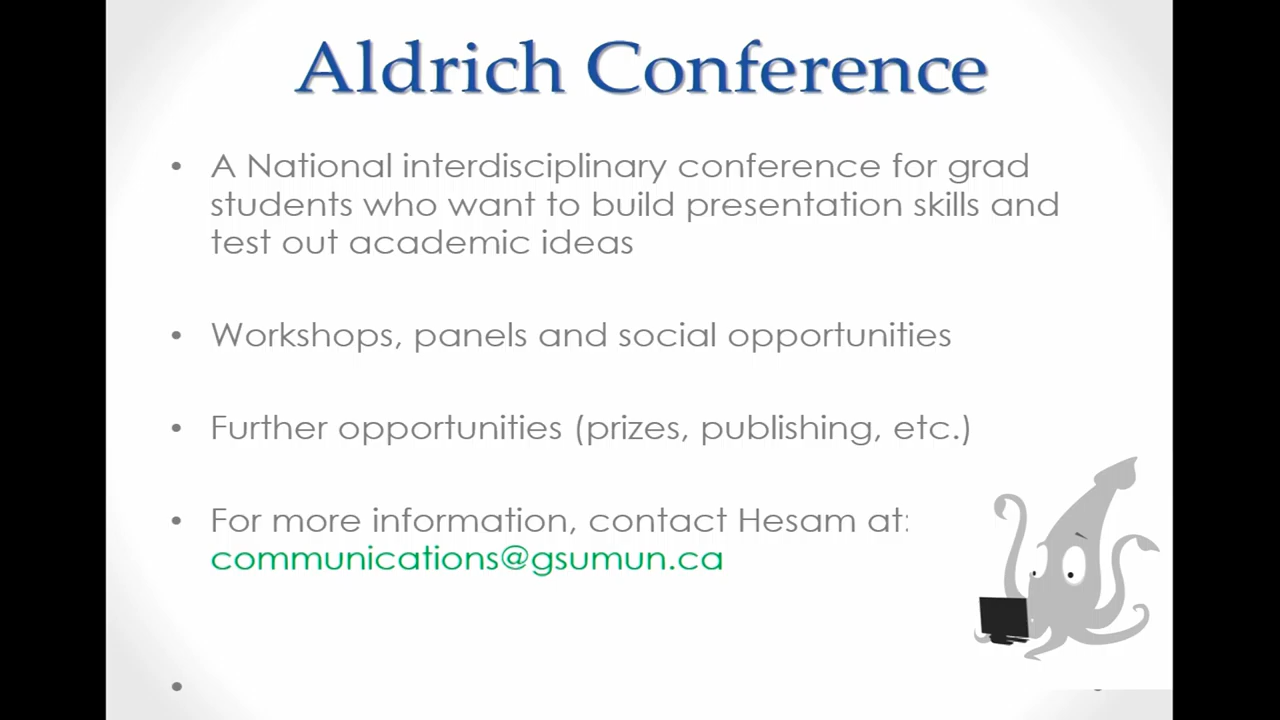 Aldrich Conference
• A National interdisciplinary conference for grad
students who want to build presentation skills and
test out academic ideas
• Workshops, panels and social opportunities
• Further opportunities (prizes, publishing, etc.)
• For more information, contact Hesam at:
communications@gsumun.ca